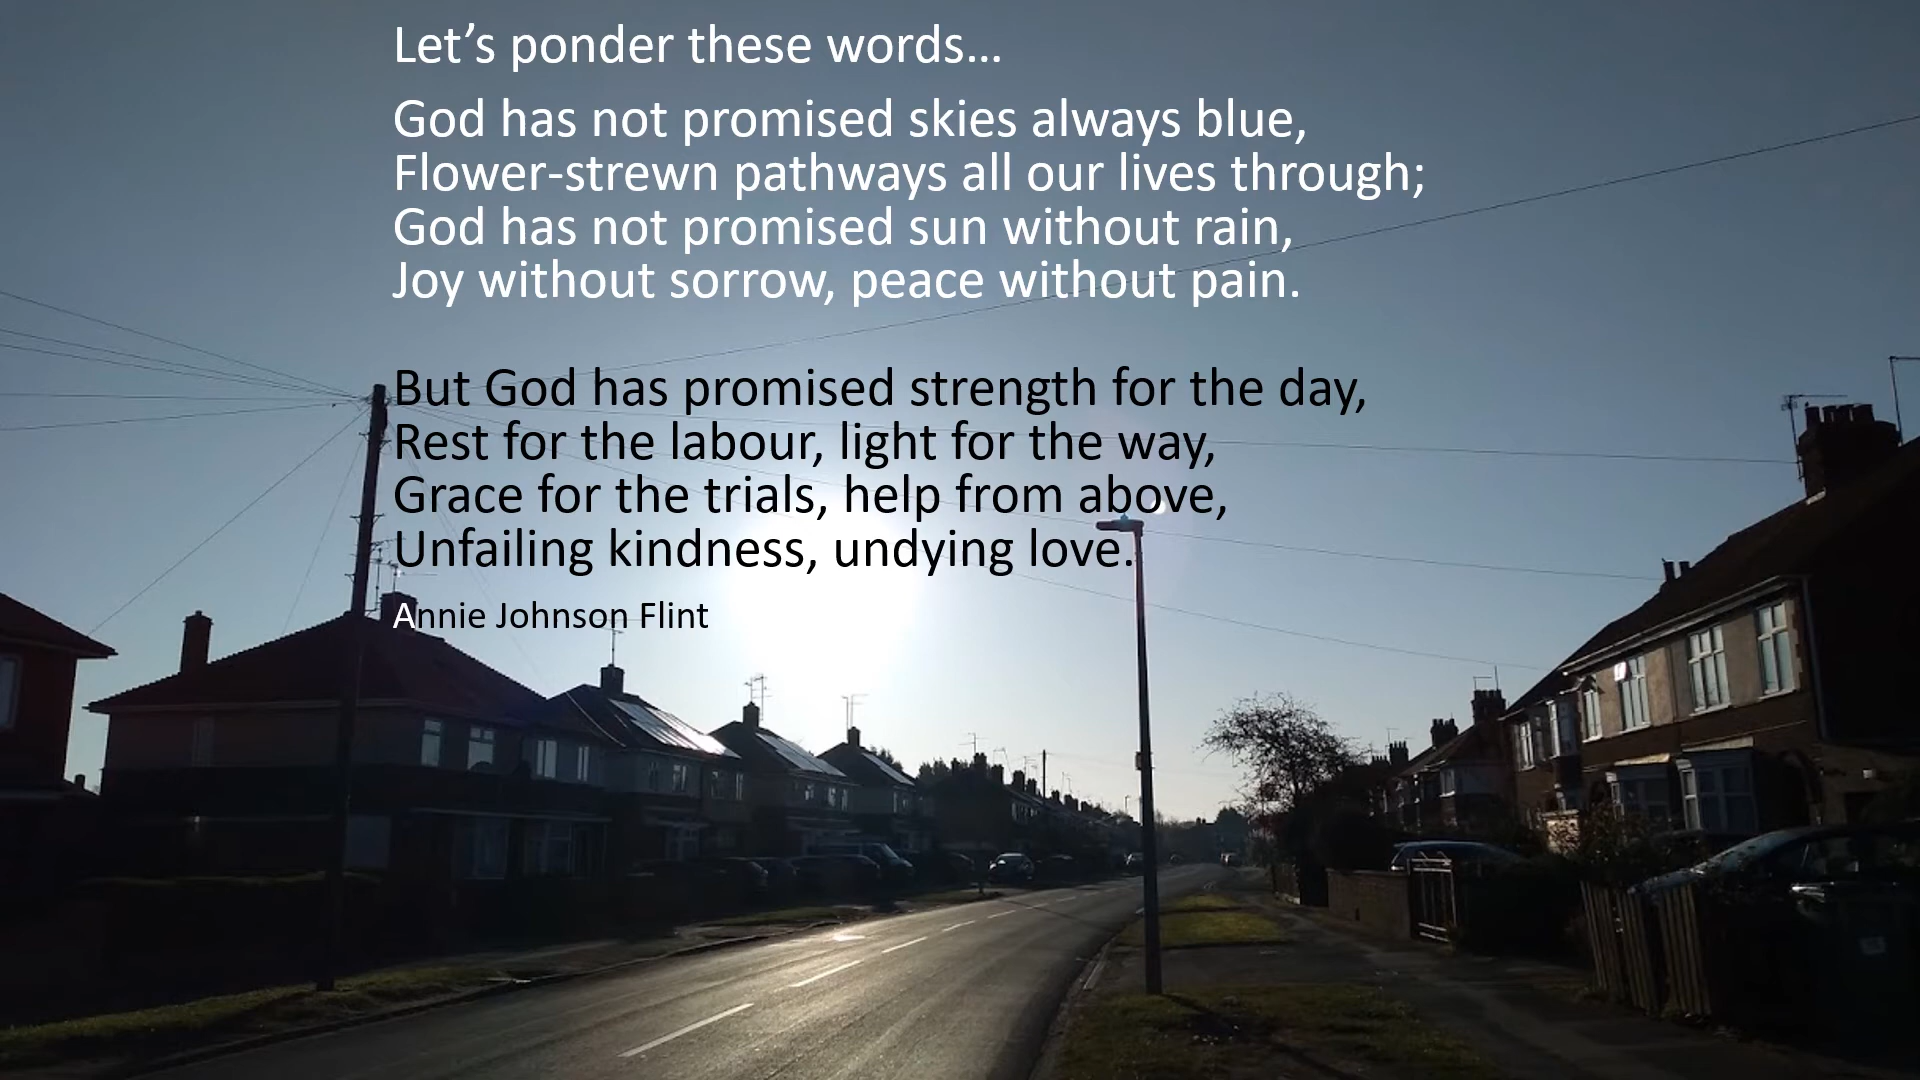 Let’s ponder these words…
God has not promised skies always blue,
Flower-strewn pathways all our lives through;
God has not promised sun without rain,
Joy without sorrow, peace without pain.
But God has promised strength for the day,
Rest for the labour, light for the way,
Grace for the trials, help from above,
Unfailing kindness, undying love.
Annie Johnson Flint